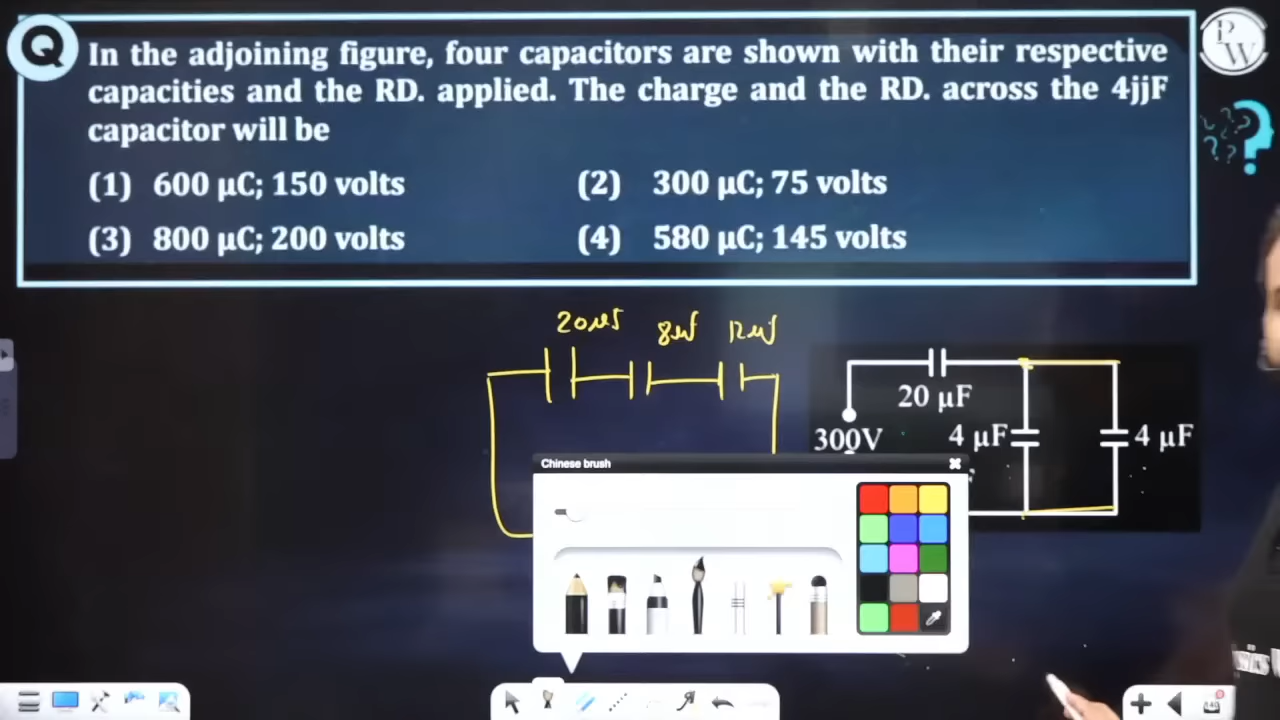 Q
In the adjoining figure, four capacitors are shown with their respective
capacities and the RD. applied. The charge and the RD. across the 4jjF
capacitor will be
(1) 600 μC; 150 volts
(2) 300 μC; 75 volts
(3) 800 μC; 200 volts
(4) 580 μC; 145 volts
P
W
20μf 8μf 12μf
20 μF
300V 4 μF 4 μF
Chinese brush